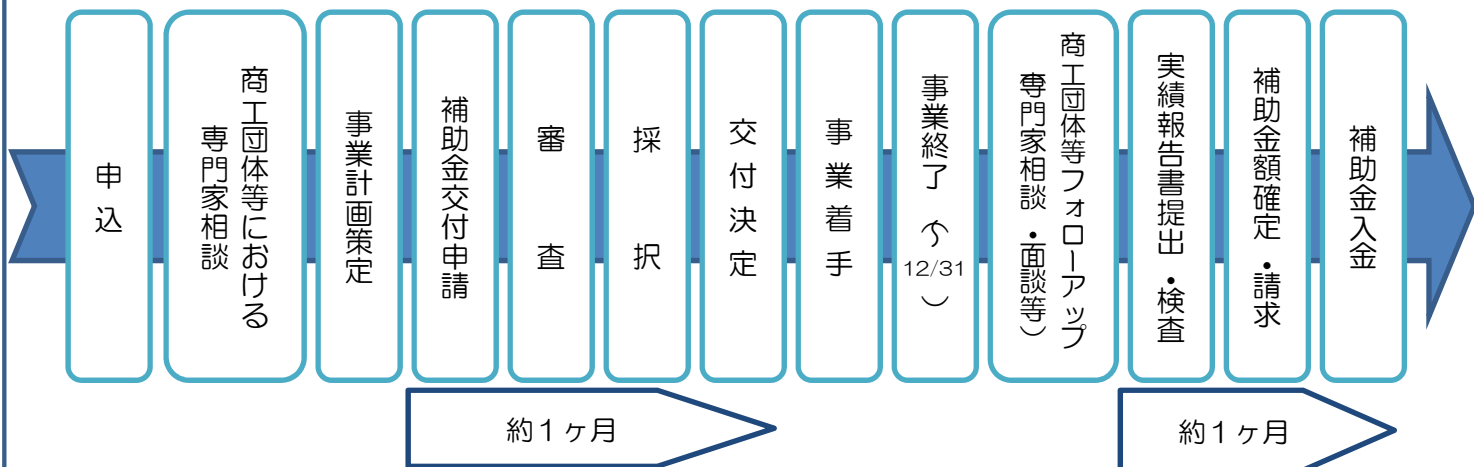 申込
商工団体等における
専門家相談
事業計画策定
補助金交付申請
審査
採択
交付決定
事業着手
事業終了（～12/31）
商工団体等フォローアップ
専門家相談・面談等）
実績報告書提出・検査
補助金額確定・請求
補助金入金
約１ヶ月
約１ヶ月